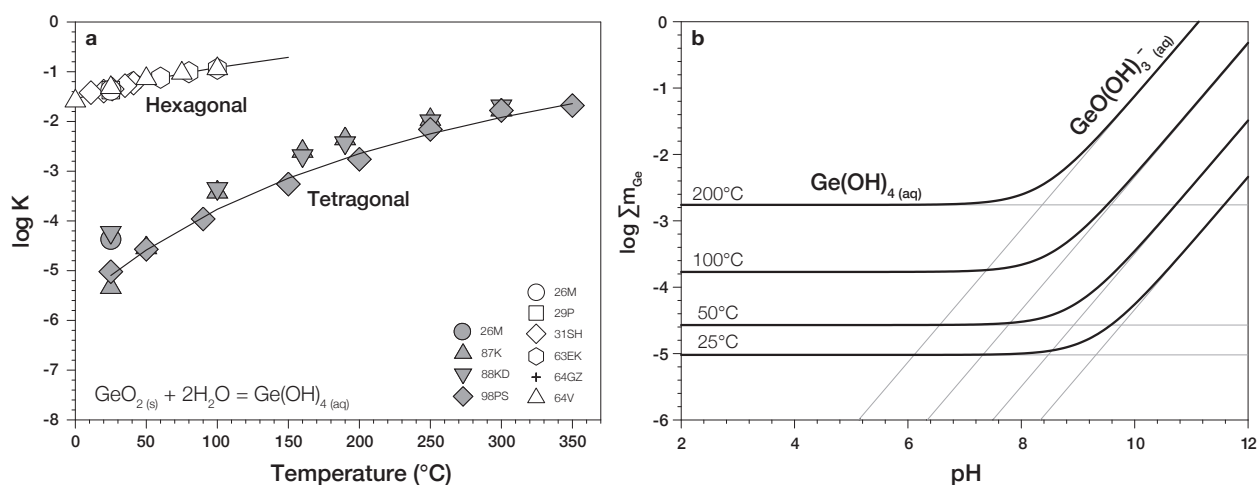 a
0
-1
-2
-3
-4
-5
-6
-7
-8
log K
Hexagonal
Tetragonal
26M
87K
88KD
98PS
26M
29P
31SH
63EK
64GZ
64V
GeO2 (s) + 2H2O = Ge(OH)4 (aq)
0 50 100 150 200 250 300 350
Temperature (°C)
b
0
-1
-2
-3
-4
-5
-6
log ∑mGe
GeO(OH)3− (aq)
Ge(OH)4 (aq)
200°C
100°C
50°C
25°C
2 4 6 8 10 12
pH